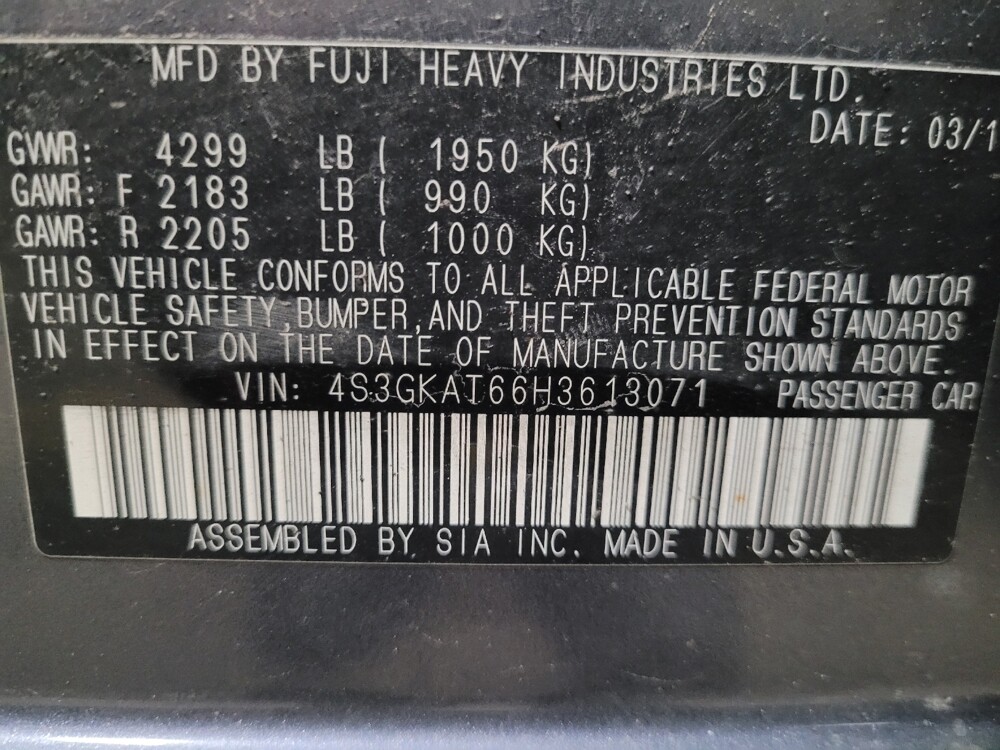 MFD BY FUJI HEAVY INDUSTRIES LTD.
DATE: 03/1
GVWR: 4299 LB ( 1950 KG)
GAWR: F 2183 LB ( 990 KG)
GAWR: R 2205 LB ( 1000 KG)
THIS VEHICLE CONFORMS TO ALL APPLICABLE FEDERAL MOTOR
VEHICLE SAFETY,BUMPER,AND THEFT PREVENTION STANDARDS
IN EFFECT ON THE DATE OF MANUFACTURE SHOWN ABOVE.
VIN: 4S3GKAT66H3613071 PASSENGER CAR
ASSEMBLED BY SIA INC. MADE IN U.S.A.